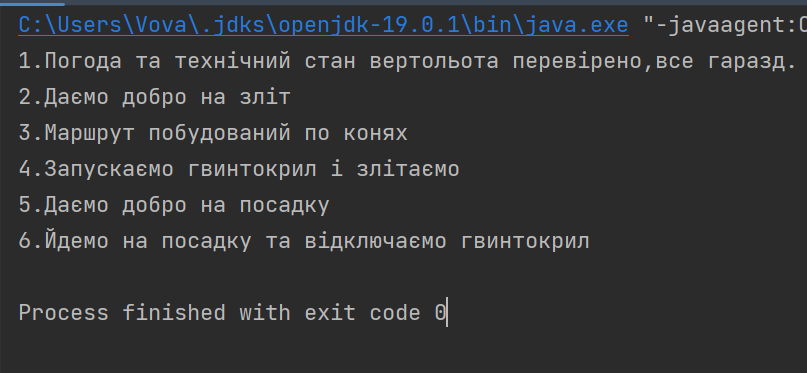 C:\Users\Vova\.jdks\openjdk-19.0.1\bin\java.exe "-javaagent:
1.Погода та технічний стан вертольота перевірено,все гаразд.
2.Даємо добро на зліт
3.Маршрут побудований по конях
4.Запускаємо гвинтокрил і злітаємо
5.Даємо добро на посадку
6.Йдемо на посадку та відключаємо гвинтокрил
Process finished with exit code 0